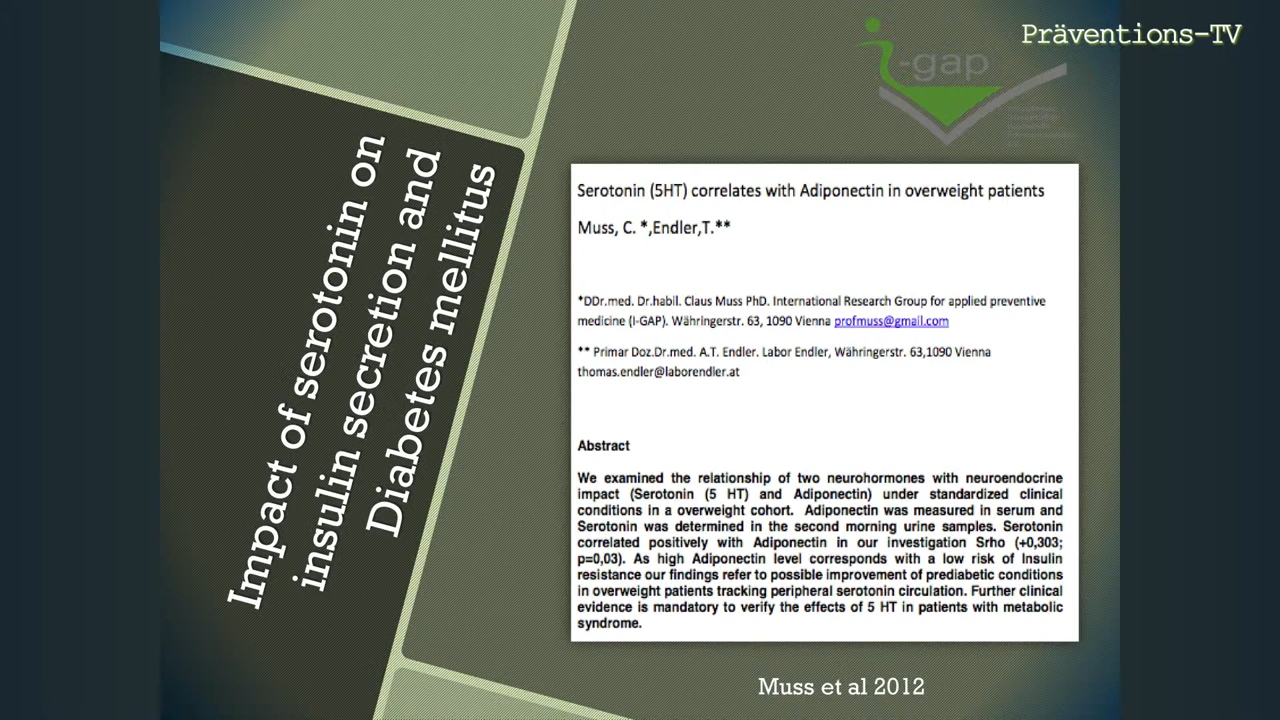 Präventions-TV
i-gap
Impact of serotonin on
insulin secretion and
Diabetes mellitus
Serotonin (5HT) correlates with Adiponectin in overweight patients
Muss, C. *,Endler,T.**
*DDr.med. Dr.habil. Claus Muss PhD. International Research Group for applied preventive
medicine (I-GAP). Währingerstr. 63, 1090 Vienna profmuss@gmail.com
** Primar Doz.Dr.med. A.T. Endler. Labor Endler, Währingerstr. 63,1090 Vienna
thomas.endler@laborendler.at
Abstract
We examined the relationship of two neurohormones with neuroendocrine
impact (Serotonin (5 HT) and Adiponectin) under standardized clinical
conditions in a overweight cohort. Adiponectin was measured in serum and
Serotonin was determined in the second morning urine samples. Serotonin
correlated positively with Adiponectin in our investigation Srho (+0,303;
p=0,03). As high Adiponectin level corresponds with a low risk of Insulin
resistance our findings refer to possible improvement of prediabetic conditions
in overweight patients tracking peripheral serotonin circulation. Further clinical
evidence is mandatory to verify the effects of 5 HT in patients with metabolic
syndrome.
Muss et al 2012